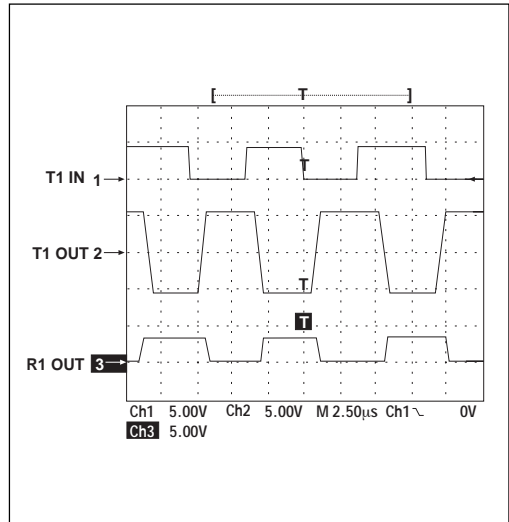 [ T ]
T
T1 IN 1
T1 OUT 2
T
T
R1 OUT 3
Ch1 5.00V Ch2 5.00V M 2.50μs Ch1 0V
Ch3 5.00V